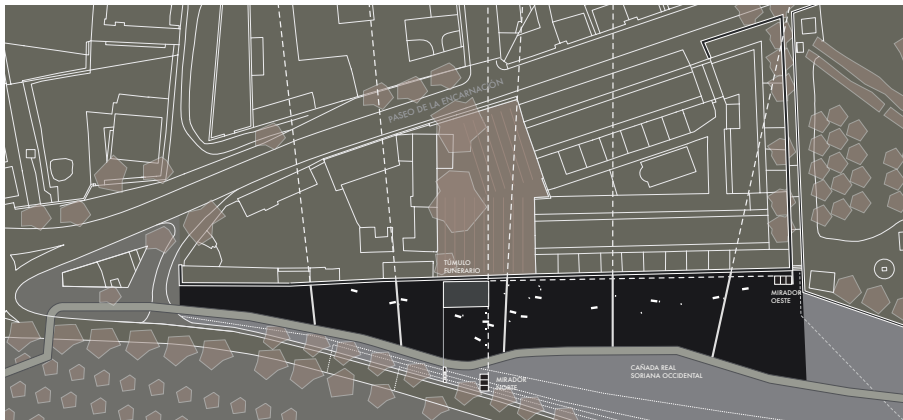 PASEO DE LA ENCARNACIÓN
TÚMULO
FUNERARIO
MIRADOR
OESTE
CAÑADA REAL
SORIANA OCCIDENTAL
MIRADOR
NORTE